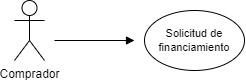 Solicitud de
financiamiento
Comprador